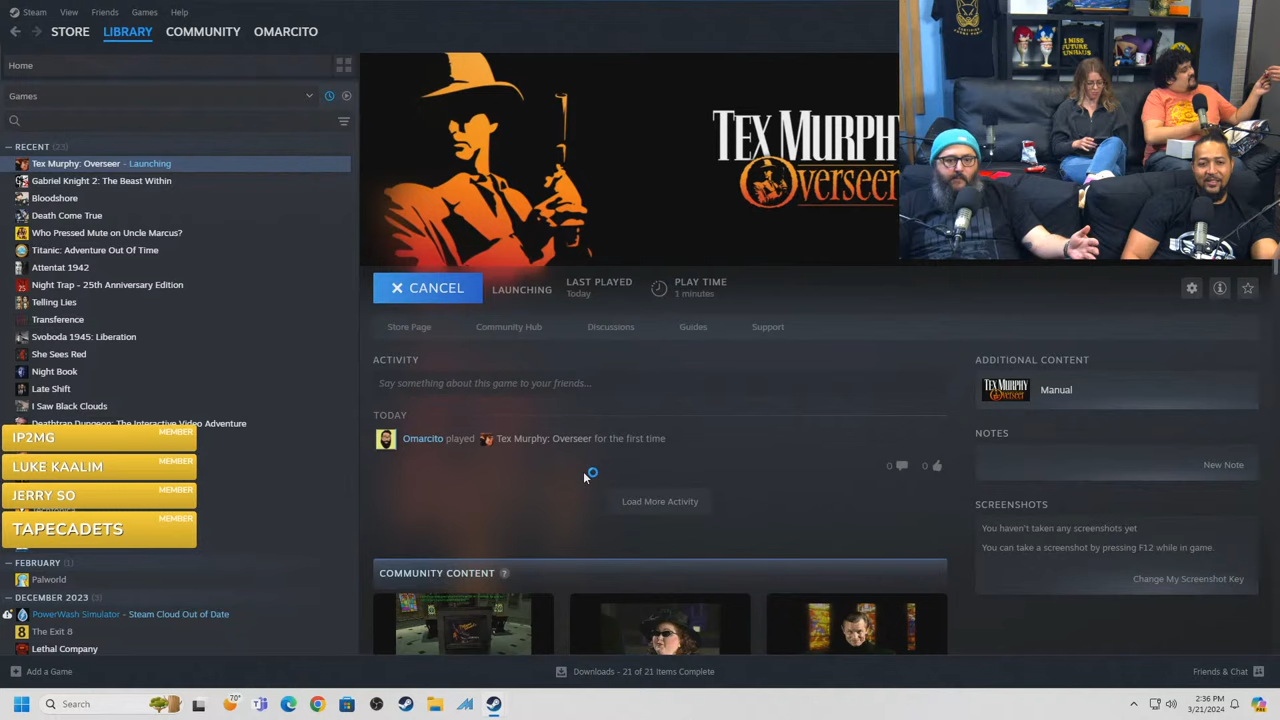 Steam View Friends Games Help
STORE LIBRARY COMMUNITY OMARCITO
Home
Games
RECENT (23)
Tex Murphy: Overseer - Launching
Gabriel Knight 2: The Beast Within
Bloodshore
Death Come True
Who Pressed Mute on Uncle Marcus?
Titanic: Adventure Out Of Time
Attentat 1942
Night Trap - 25th Anniversary Edition
Telling Lies
Transference
Svoboda 1945: Liberation
She Sees Red
Night Book
Late Shift
I Saw Black Clouds
Deathtrap Dungeon: The Interactive Video Adventure
IP2MG MEMBER
LUKE KAALIM MEMBER
JERRY SO MEMBER
TAPECADETS MEMBER
FEBRUARY (1)
Palworld
DECEMBER 2023 (3)
PowerWash Simulator - Steam Cloud Out of Date
The Exit 8
Lethal Company
TEX MURPHY
OVERSEER
I MISS
FUTURE
CANCEL
LAUNCHING
LAST PLAYED
Today
PLAY TIME
1 minutes
Store Page Community Hub Discussions Guides Support
ACTIVITY
Say something about this game to your friends...
TODAY
Omarcito played Tex Murphy: Overseer for the first time
0 0
Load More Activity
COMMUNITY CONTENT ?
ADDITIONAL CONTENT
TEX MURPHY
OVERSEER
Manual
NOTES
New Note
SCREENSHOTS
You haven't taken any screenshots yet
You can take a screenshot by pressing F12 while in game.
Change My Screenshot Key
Add a Game
Downloads - 21 of 21 Items Complete
Friends & Chat
Search
70°
2:36 PM
3/21/2024